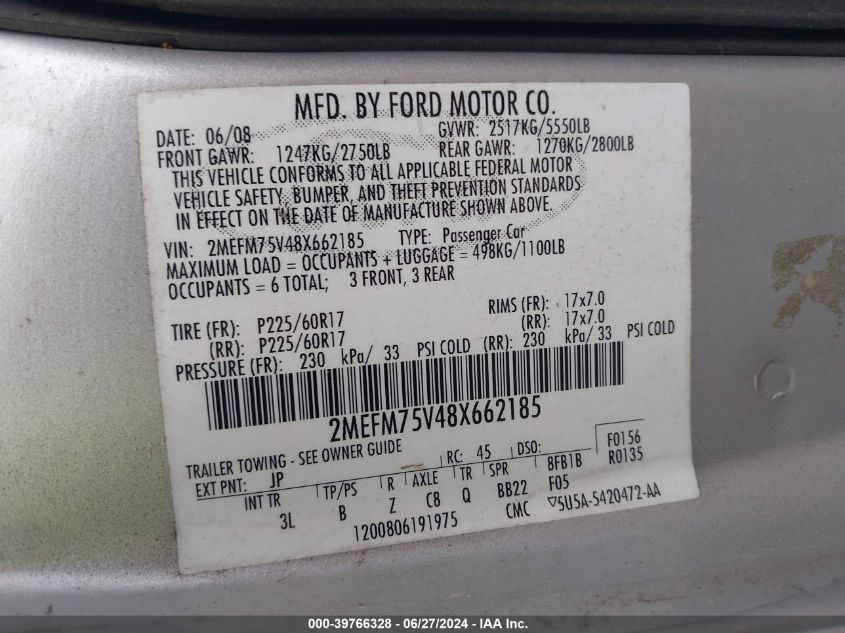 MFD. BY FORD MOTOR CO.
DATE: 06/08 GVWR: 2517KG/5550LB
FRONT GAWR: 1247KG/2750LB REAR GAWR: 1270KG/2800LB
THIS VEHICLE CONFORMS TO ALL APPLICABLE FEDERAL MOTOR
VEHICLE SAFETY, BUMPER, AND THEFT PREVENTION STANDARDS
IN EFFECT ON THE DATE OF MANUFACTURE SHOWN ABOVE.
VIN: 2MEFM75V48X662185 TYPE: Passenger Car
MAXIMUM LOAD = OCCUPANTS + LUGGAGE = 498KG/1100LB
OCCUPANTS = 6 TOTAL; 3 FRONT, 3 REAR
TIRE (FR): P225/60R17 RIMS (FR): 17x7.0
(RR): P225/60R17 (RR): 17x7.0
PRESSURE (FR): 230 kPa/ 33 PSI COLD (RR): 230 kPa/ 33 PSI COLD
2MEFM75V48X662185
TRAILER TOWING - SEE OWNER GUIDE
EXT PNT: JP RC: 45 DSO: F0156
INT TR TP/PS R AXLE TR SPR 8FB1B R0135
3L B Z C8 Q BB22 F05
1200806191975 CMC ▽5U5A-5420472-AA
000-39766328 - 06/27/2024 - IAA Inc.